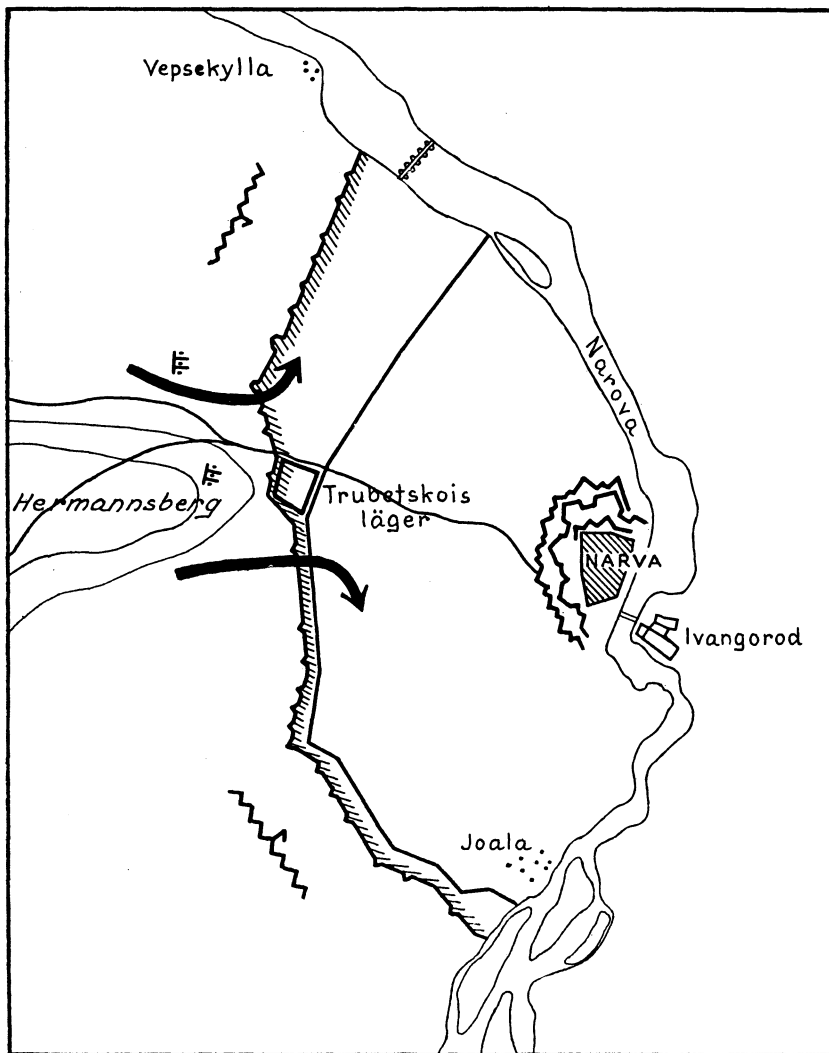 Vepsekylla
Narova
Hermannsberg
Trubetskois
läger
NARVA
Ivangorod
Joala